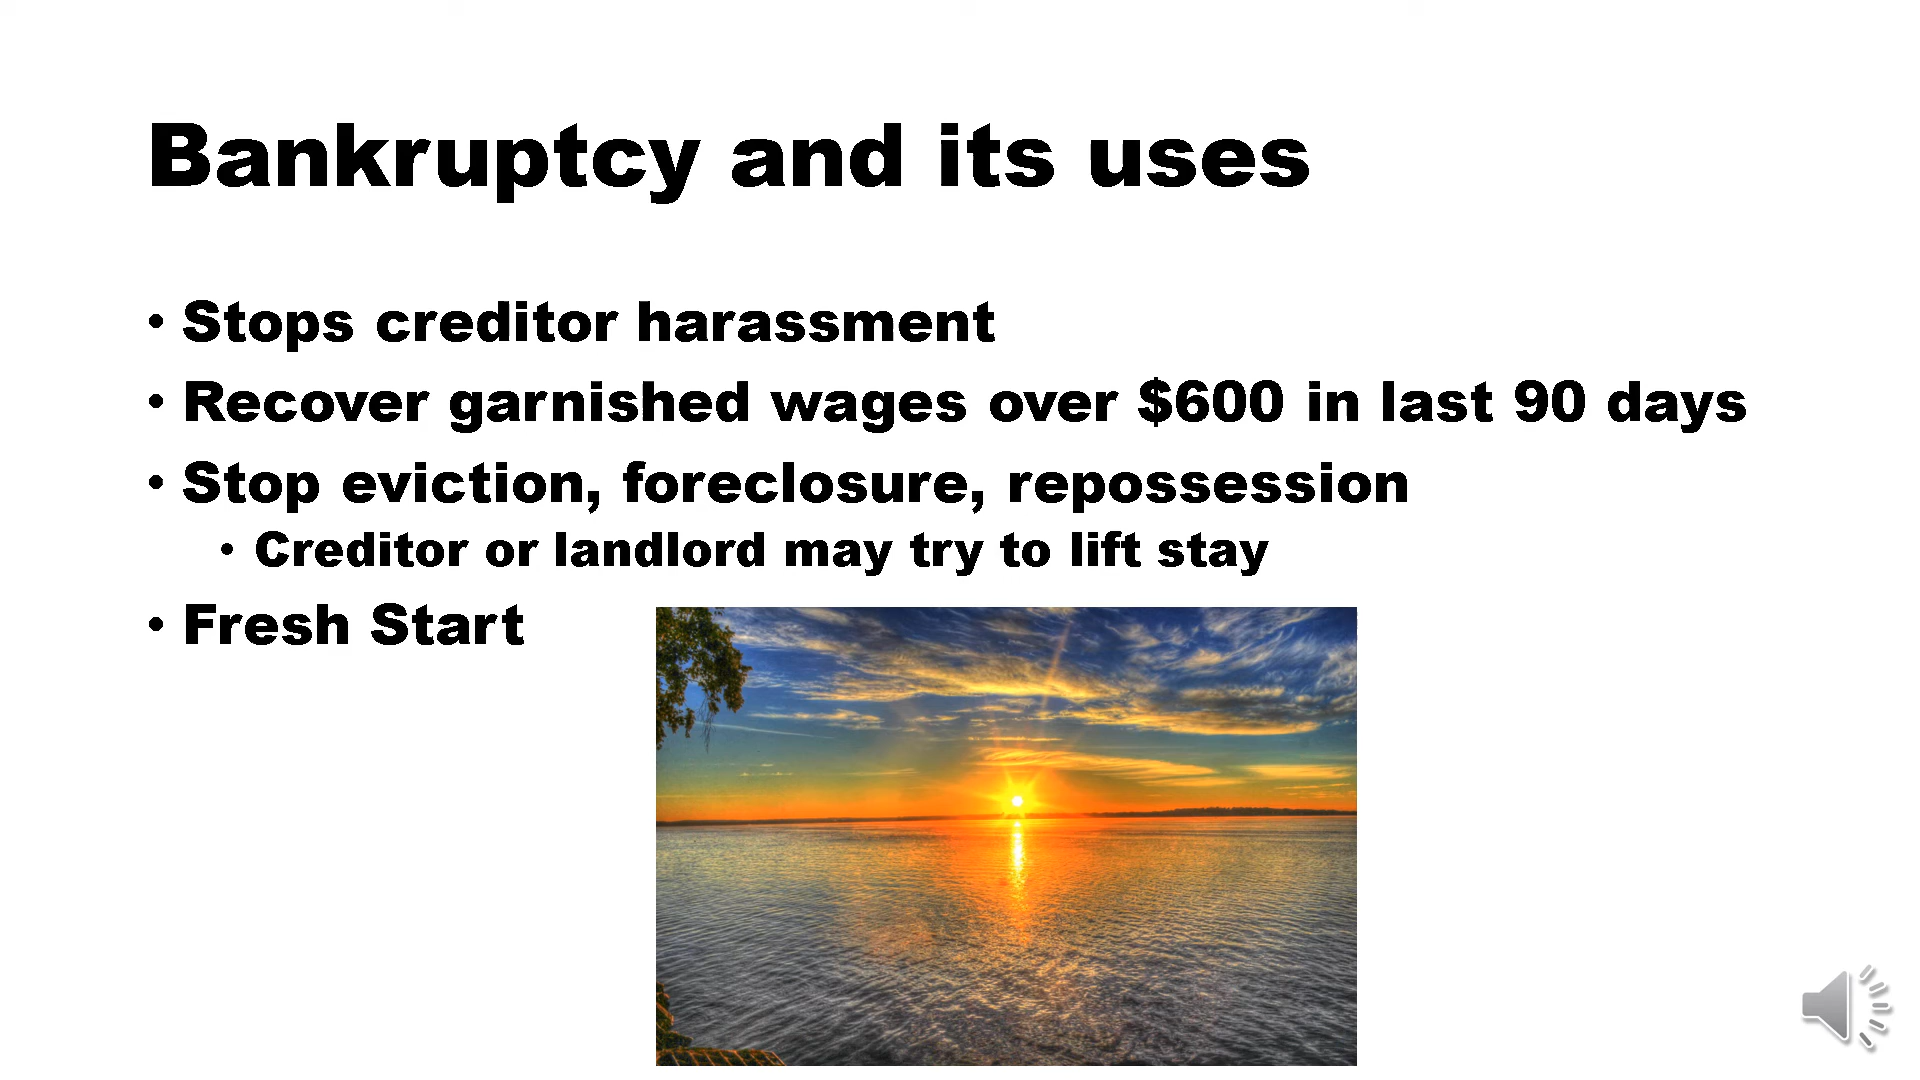 Bankruptcy and its uses
• Stops creditor harassment
• Recover garnished wages over $600 in last 90 days
• Stop eviction, foreclosure, repossession
• Creditor or landlord may try to lift stay
• Fresh Start